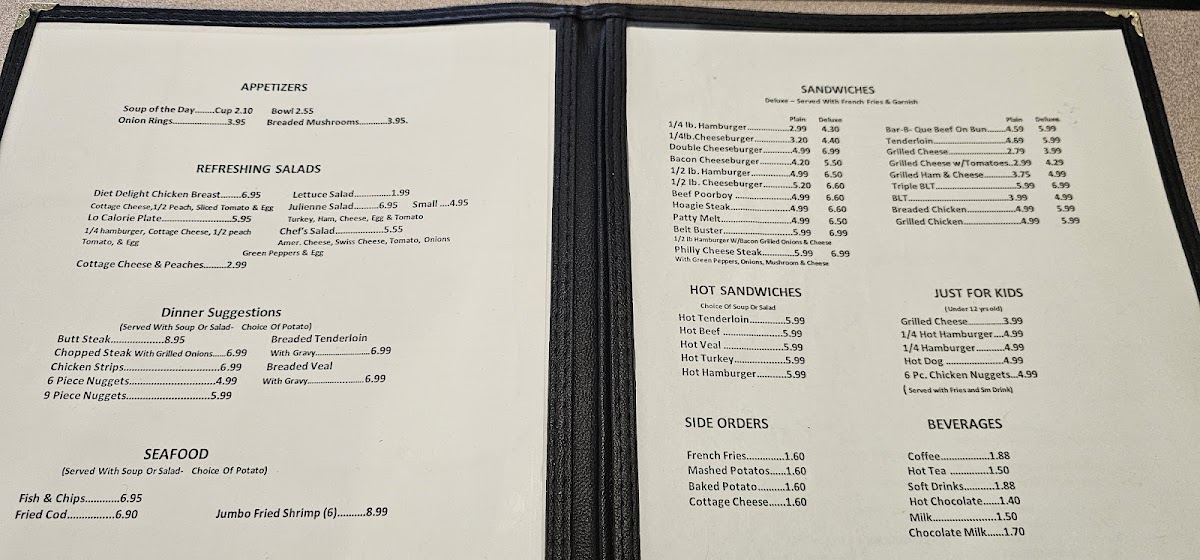 APPETIZERS
Soup of the Day........Cup 2.10 Bowl 2.55
Onion Rings.......................3.95 Breaded Mushrooms............3.95.
REFRESHING SALADS
Diet Delight Chicken Breast........6.95 Lettuce Salad..............1.99
Cottage Cheese,1/2 Peach, Sliced Tomato & Egg Julienne Salad...........6.95 Small ....4.95
Lo Calorie Plate......................5.95 Turkey, Ham, Cheese, Egg & Tomato
1/4 hamburger, Cottage Cheese, 1/2 peach Chef's Salad..................5.55
Tomato, & Egg Amer. Cheese, Swiss Cheese, Tomato, Onions
Green Peppers & Egg
Cottage Cheese & Peaches........2.99
Dinner Suggestions
(Served With Soup Or Salad- Choice Of Potato)
Butt Steak..................8.95 Breaded Tenderloin
Chopped Steak With Grilled Onions.....6.99 With Gravy......................6.99
Chicken Strips................................6.99 Breaded Veal
6 Piece Nuggets............................4.99 With Gravy......................6.99
9 Piece Nuggets............................5.99
SEAFOOD
(Served With Soup Or Salad- Choice Of Potato)
Fish & Chips............6.95
Fried Cod.................6.90 Jumbo Fried Shrimp (6)..........8.99
SANDWICHES
Deluxe – Served With French Fries & Garnish
Plain Deluxe
1/4 lb. Hamburger..............2.99 4.30
1/4lb.Cheeseburger............3.20 4.40
Double Cheeseburger.........4.99 6.99
Bacon Cheeseburger..........4.20 5.50
1/2 lb. Hamburger..............4.99 6.50
1/2 lb. Cheeseburger..........5.20 6.60
Beef Poorboy.....................4.99 6.60
Hoagie Steak.....................4.99 6.60
Patty Melt.........................4.99 6.50
Belt Buster........................5.99 6.99
1/2 lb Hamburger W/Bacon Grilled Onions & Cheese
Philly Cheese Steak...........5.99 6.99
With Green Peppers, Onions, Mushroom & Cheese
Plain Deluxe
Bar-B- Que Beef On Bun.......4.59 5.99
Tenderloin..........................4.69 5.99
Grilled Cheese....................2.79 3.99
Grilled Cheese w/Tomatoes..2.99 4.29
Grilled Ham & Cheese.........3.75 4.99
Triple BLT..........................5.99 6.99
BLT...................................3.99 4.99
Breaded Chicken................4.99 5.99
Grilled Chicken..................4.99 5.99
HOT SANDWICHES
Choice Of Soup or Salad
Hot Tenderloin............5.99
Hot Beef ....................5.99
Hot Veal ....................5.99
Hot Turkey.................5.99
Hot Hamburger..........5.99
JUST FOR KIDS
(Under 12 yrs old)
Grilled Cheese...............3.99
1/4 Hot Hamburger......4.99
1/4 Hamburger.............4.99
Hot Dog .......................4.99
6 Pc. Chicken Nuggets...4.99
( Served with Fries and Sm Drink)
SIDE ORDERS
French Fries.............1.60
Mashed Potatos......1.60
Baked Potato..........1.60
Cottage Cheese......1.60
BEVERAGES
Coffee.................1.88
Hot Tea .............1.50
Soft Drinks.........1.88
Hot Chocolate.....1.40
Milk.....................1.50
Chocolate Milk......1.70